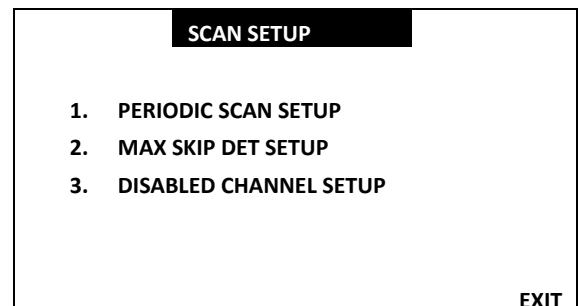 SCAN SETUP
1. PERIODIC SCAN SETUP
2. MAX SKIP DET SETUP
3. DISABLED CHANNEL SETUP
EXIT